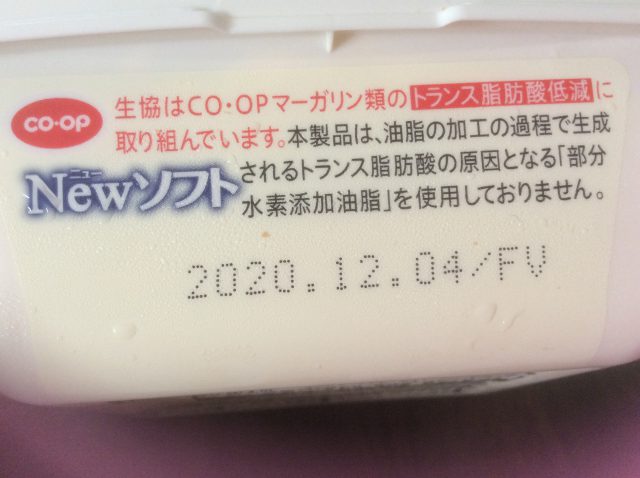 co·op
生協はCO・OPマーガリン類のトランス脂肪酸低減に
取り組んでいます。本製品は、油脂の加工の過程で生成
されるトランス脂肪酸の原因となる「部分
水素添加油脂」を使用しておりません。
ニュー
Newソフト
2020.12.04/FV